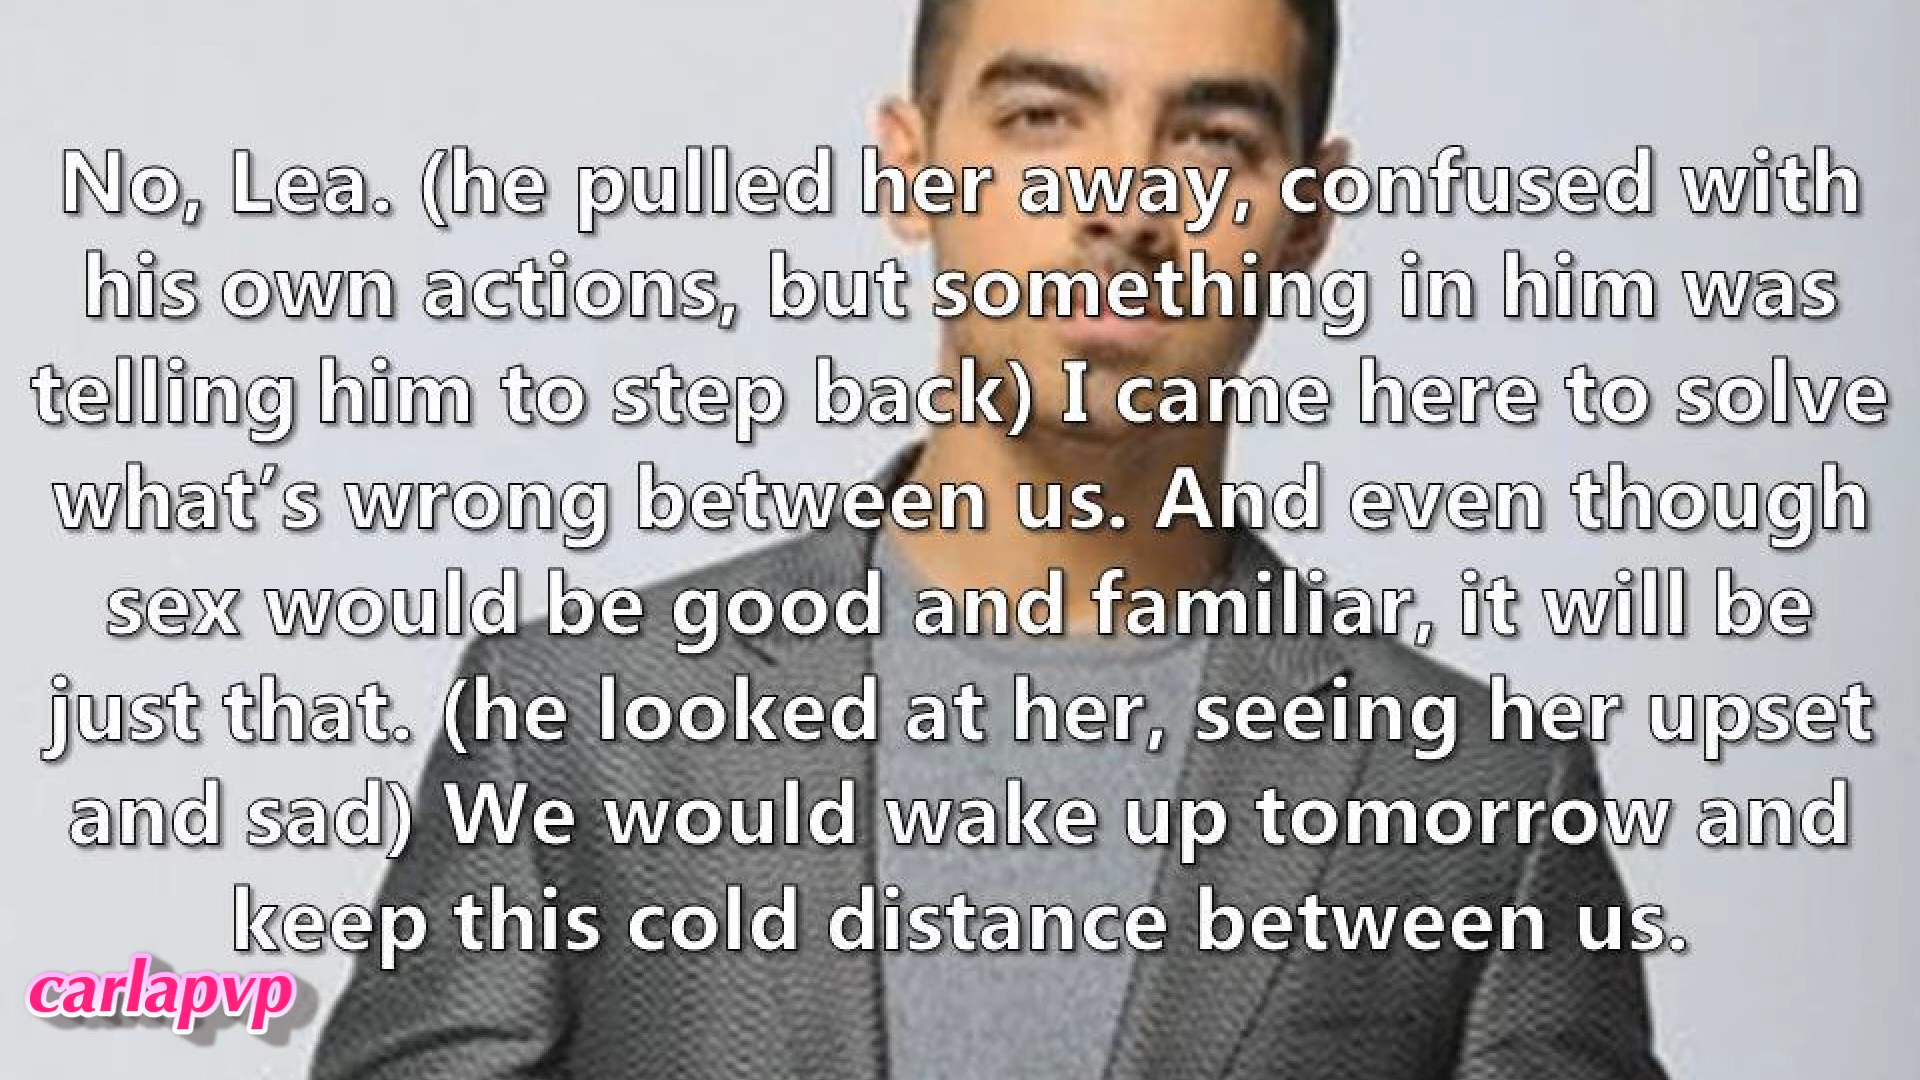 No, Lea. (he pulled her away, confused with
his own actions, but something in him was
telling him to step back) I came here to solve
what’s wrong between us. And even though
sex would be good and familiar, it will be
just that. (he looked at her, seeing her upset
and sad) We would wake up tomorrow and
keep this cold distance between us.
carlapvp